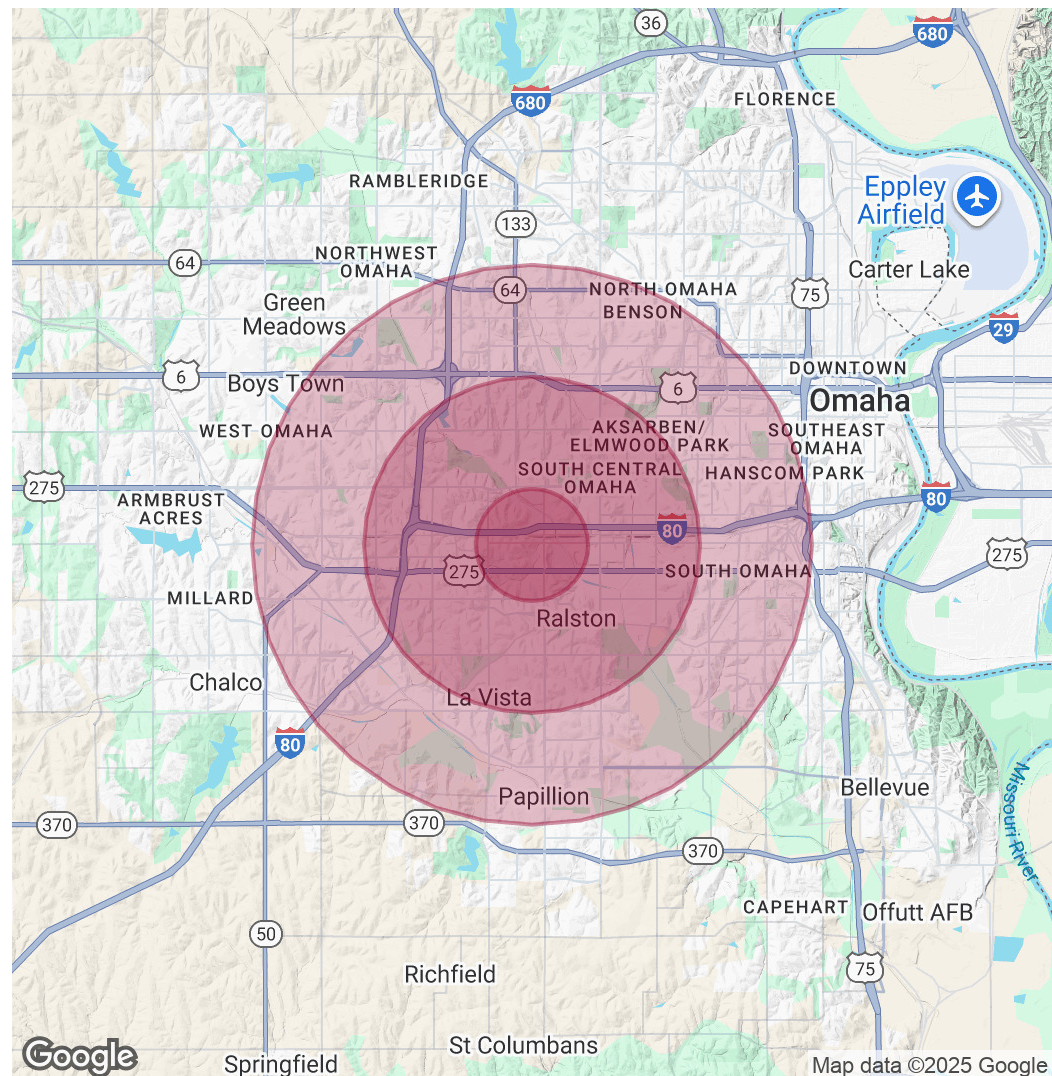 36
680
680
FLORENCE
RAMBLERIDGE
Eppley
Airfield
133
NORTHWEST
OMAHA
64
Carter Lake
64
NORTH OMAHA
75
Green
Meadows
BENSON
29
DOWNTOWN
6
Boys Town
6
Omaha
WEST OMAHA
AKSARBEN/
ELMWOOD PARK
SOUTHEAST
OMAHA
SOUTH CENTRAL
OMAHA
HANSCOM PARK
275
ARMBRUST
ACRES
80
80
275
275
SOUTH OMAHA
MILLARD
Ralston
Chalco
La Vista
80
Bellevue
Papillion
Missouri River
370
370
370
CAPEHART
Offutt AFB
50
75
Richfield
St Columbans
Google
Springfield
Map data ©2025 Google